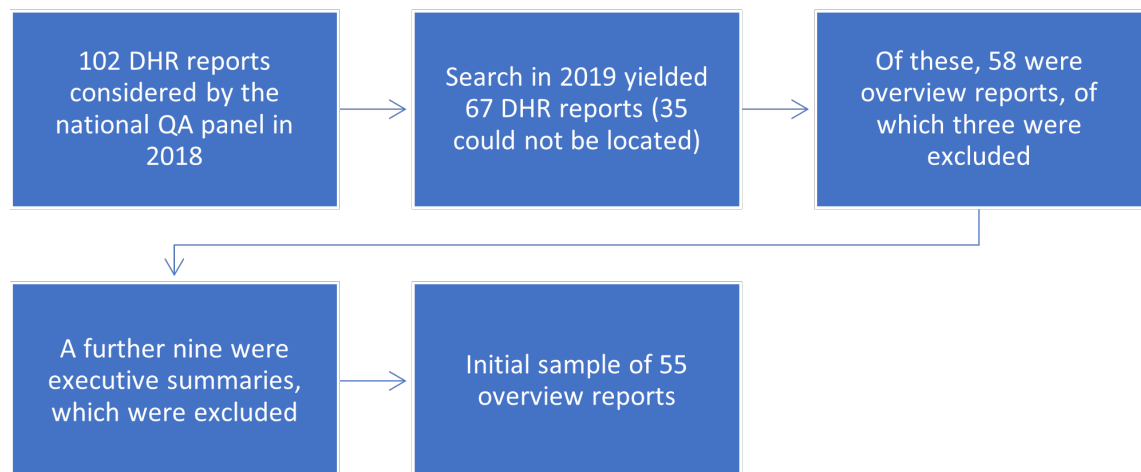 102 DHR reports
considered by the
national QA panel in
2018
Search in 2019 yielded
67 DHR reports (35
could not be located)
Of these, 58 were
overview reports, of
which three were
excluded
A further nine were
executive summaries,
which were excluded
Initial sample of 55
overview reports